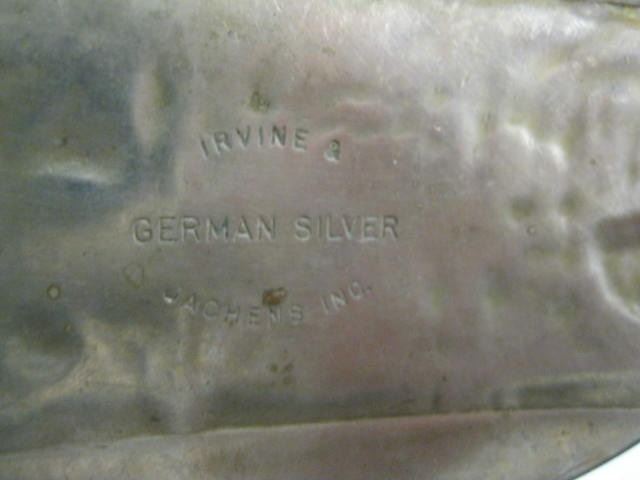 IRVINE &
GERMAN SILVER
JACHENS INC.